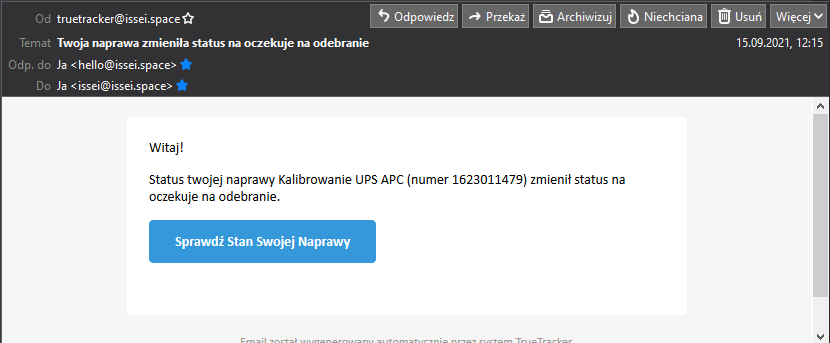 Od truetracker@issei.space
Odpowiedz Przekaż Archiwizuj Niechciana Usuń Więcej
Temat Twoja naprawa zmieniła status na oczekuje na odebranie 15.09.2021, 12:15
Odp. do Ja <hello@issei.space>
Do Ja <issei@issei.space>
Witaj!
Status twojej naprawy Kalibrowanie UPS APC (numer 1623011479) zmienił status na
oczekuje na odebranie.
Sprawdź Stan Swojej Naprawy
Email został wygenerowany automatycznie przez system TrueTracker